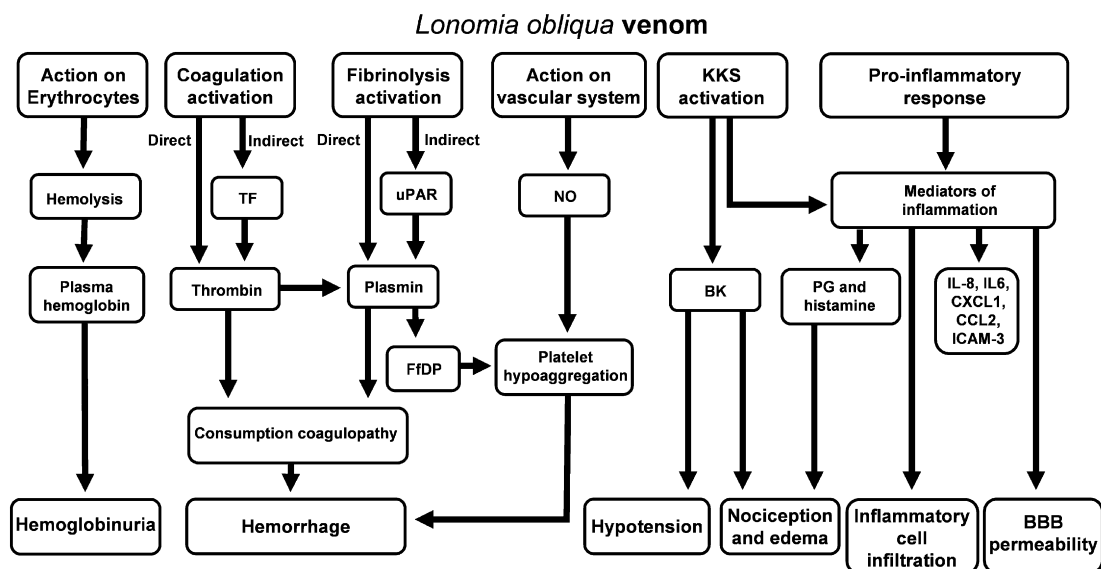 Lonomia obliqua venom
Action on
Erythrocytes
Coagulation
activation
Fibrinolysis
activation
Action on
vascular system
KKS
activation
Pro-inflammatory
response
Direct
Indirect
Direct
Indirect
Hemolysis
TF
uPAR
NO
Mediators of
inflammation
Plasma
hemoglobin
Thrombin
Plasmin
BK
PG and
histamine
IL-8, IL6,
CXCL1,
CCL2,
ICAM-3
FfDP
Platelet
hypoaggregation
Consumption coagulopathy
Hemoglobinuria
Hemorrhage
Hypotension
Nociception
and edema
Inflammatory
cell
infiltration
BBB
permeability